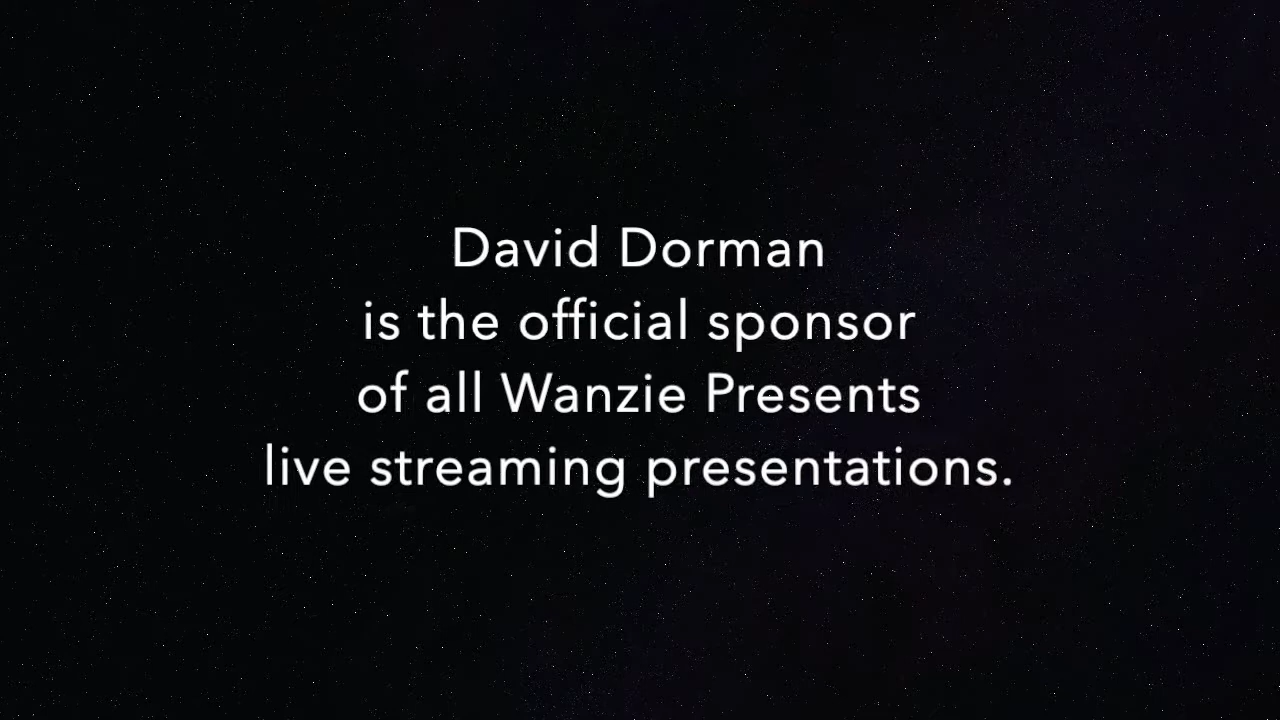 David Dorman
is the official sponsor
of all Wanzie Presents
live streaming presentations.